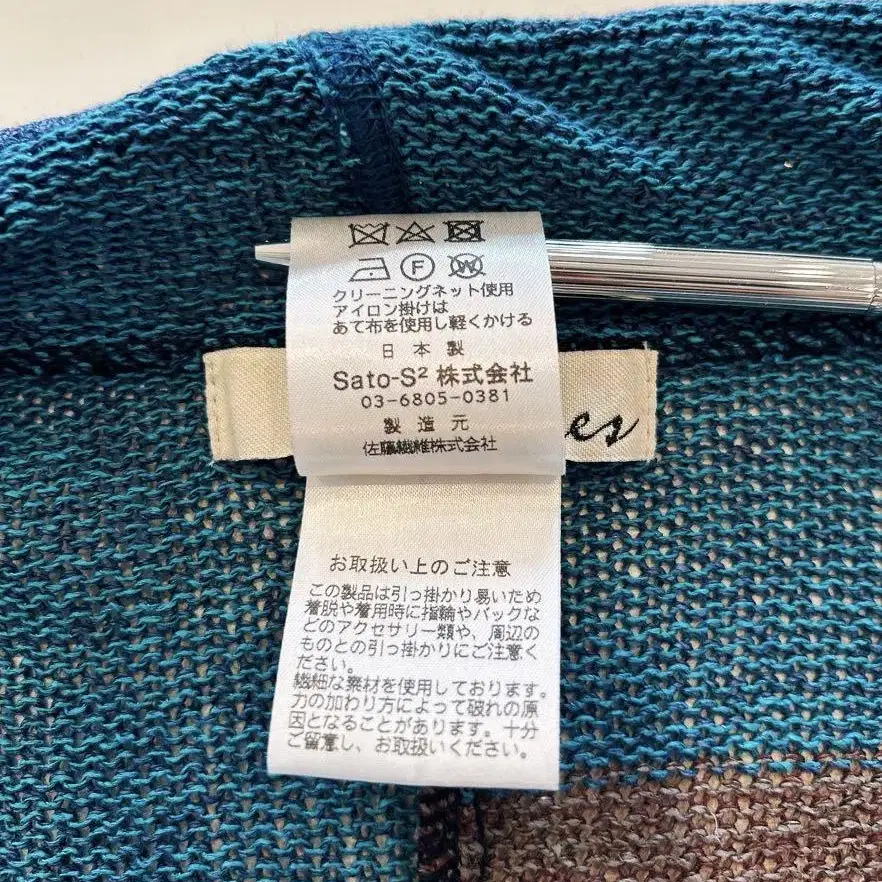 F W
クリーニングネット使用
アイロン掛けは
あて布を使用し軽くかける
日本製
Sato-S² 株式会社
03-6805-0381
製造元
佐藤繊維株式会社
es
お取扱い上のご注意
この製品は引っ掛かり易いため
着脱や着用時に指輪やバックな
どのアクセサリー類や、周辺の
ものとの引っ掛かりにご注意く
ださい。
繊細な素材を使用しております。
力の加わり方によって破れの原
因となることがあります。十分
ご留意し、お取扱いください。